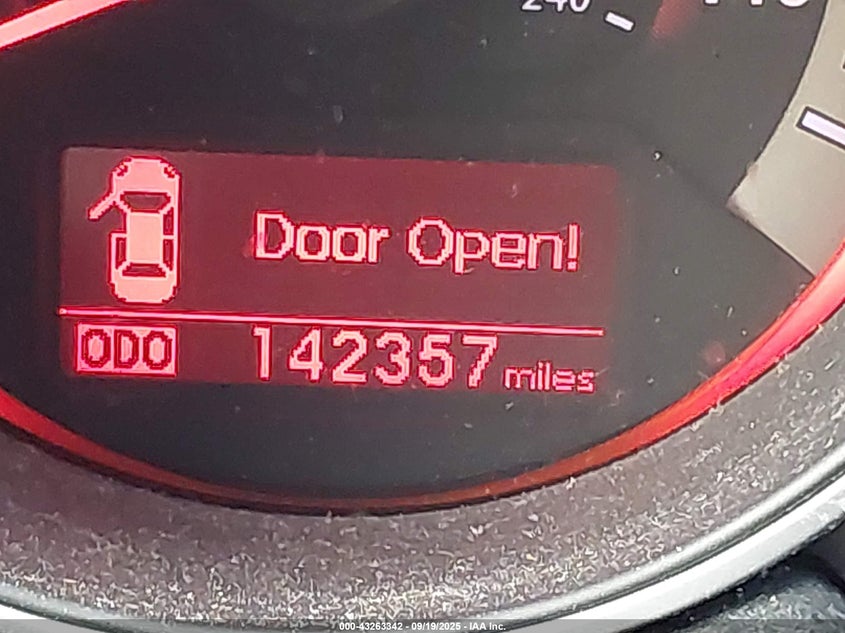 240
Door Open!
ODO 142357 miles
000-43263342 - 09/19/2025 - IAA Inc.